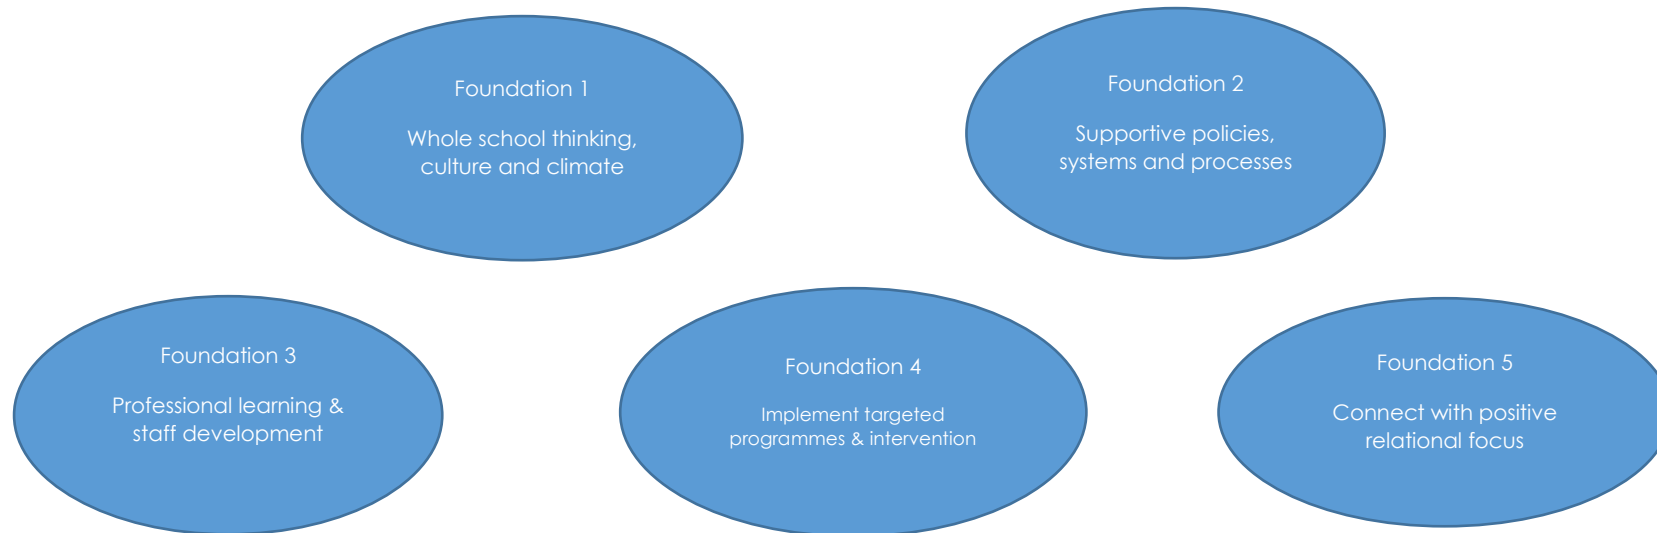 Foundation 1
Whole school thinking,
culture and climate
Foundation 2
Supportive policies,
systems and processes
Foundation 3
Professional learning &
staff development
Foundation 4
Implement targeted
programmes & intervention
Foundation 5
Connect with positive
relational focus